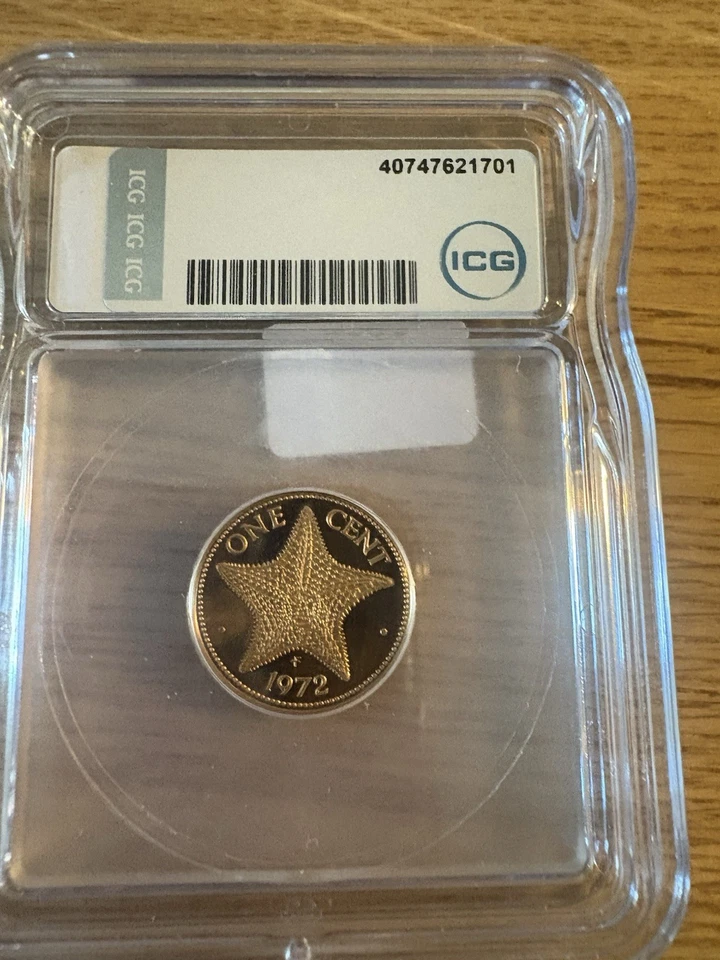 40747621701
ICG ICG ICG
ICG
ONE CENT
1972